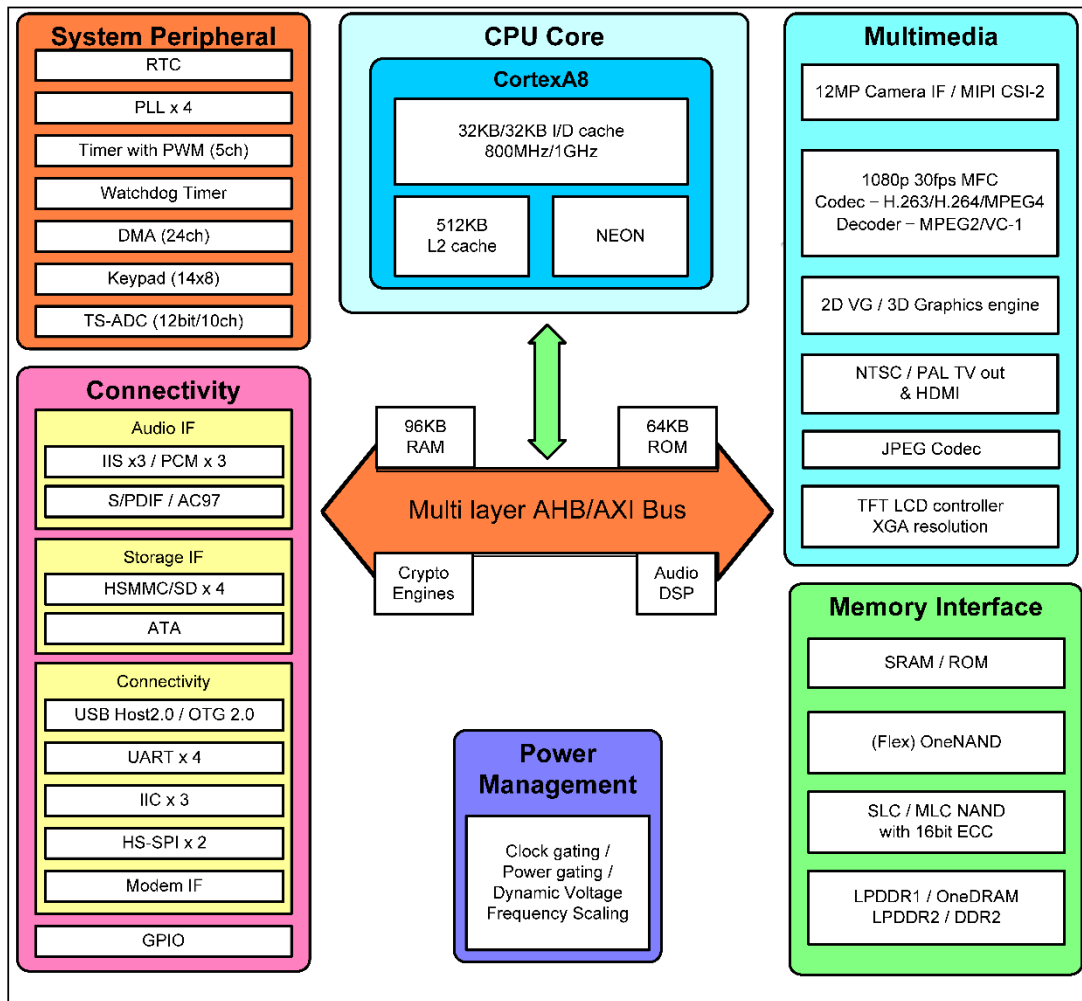 System Peripheral
RTC
PLL x 4
Timer with PWM (5ch)
Watchdog Timer
DMA (24ch)
Keypad (14x8)
TS-ADC (12bit/10ch)
CPU Core
CortexA8
32KB/32KB I/D cache
800MHz/1GHz
512KB
L2 cache
NEON
Multimedia
12MP Camera IF / MIPI CSI-2
1080p 30fps MFC
Codec – H.263/H.264/MPEG4
Decoder – MPEG2/VC-1
2D VG / 3D Graphics engine
NTSC / PAL TV out
& HDMI
JPEG Codec
TFT LCD controller
XGA resolution
Connectivity
Audio IF
IIS x3 / PCM x 3
S/PDIF / AC97
Storage IF
HSMMC/SD x 4
ATA
Connectivity
USB Host2.0 / OTG 2.0
UART x 4
IIC x 3
HS-SPI x 2
Modem IF
GPIO
96KB
RAM
64KB
ROM
Multi layer AHB/AXI Bus
Crypto
Engines
Audio
DSP
Power
Management
Clock gating /
Power gating /
Dynamic Voltage
Frequency Scaling
Memory Interface
SRAM / ROM
(Flex) OneNAND
SLC / MLC NAND
with 16bit ECC
LPDDR1 / OneDRAM
LPDDR2 / DDR2